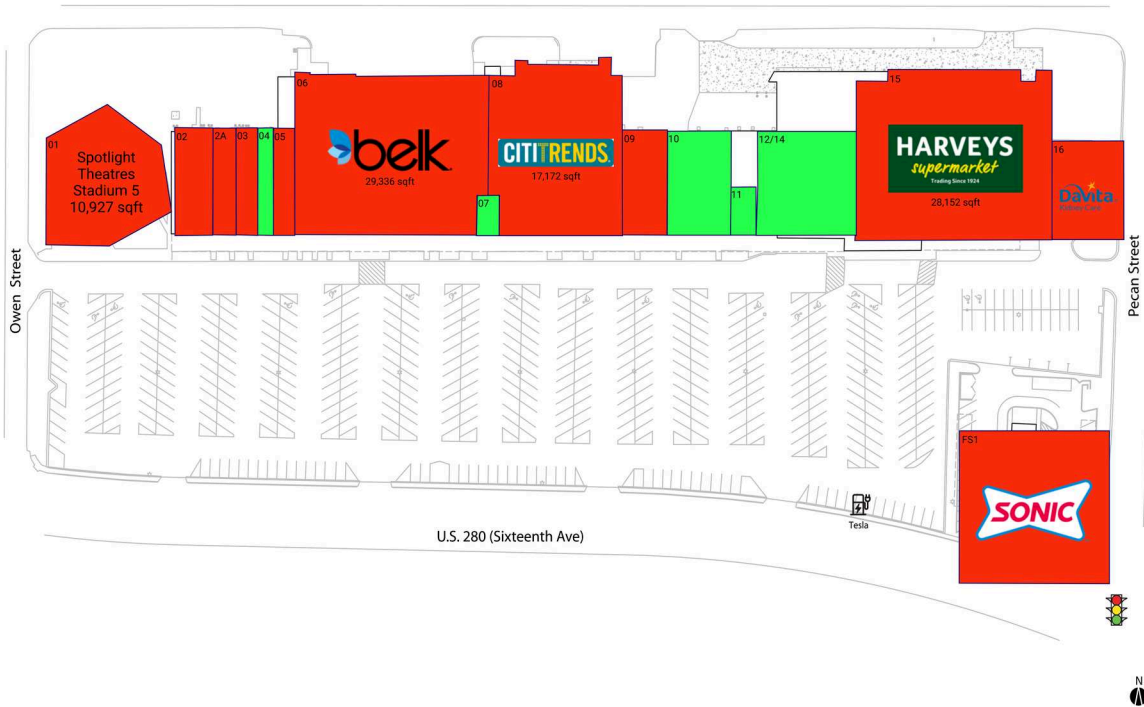 01
Spotlight
Theatres
Stadium 5
10,927 sqft
02
2A
03
04
05
06
belk
29,336 sqft
07
08
CITITRENDS
17,172 sqft
09
10
11
12/14
15
HARVEYS
supermarket
Trading Since 1924
28,152 sqft
16
DaVita
Owen Street
Pecan Street
FS1
SONIC
Tesla
U.S. 280 (Sixteenth Ave)
N